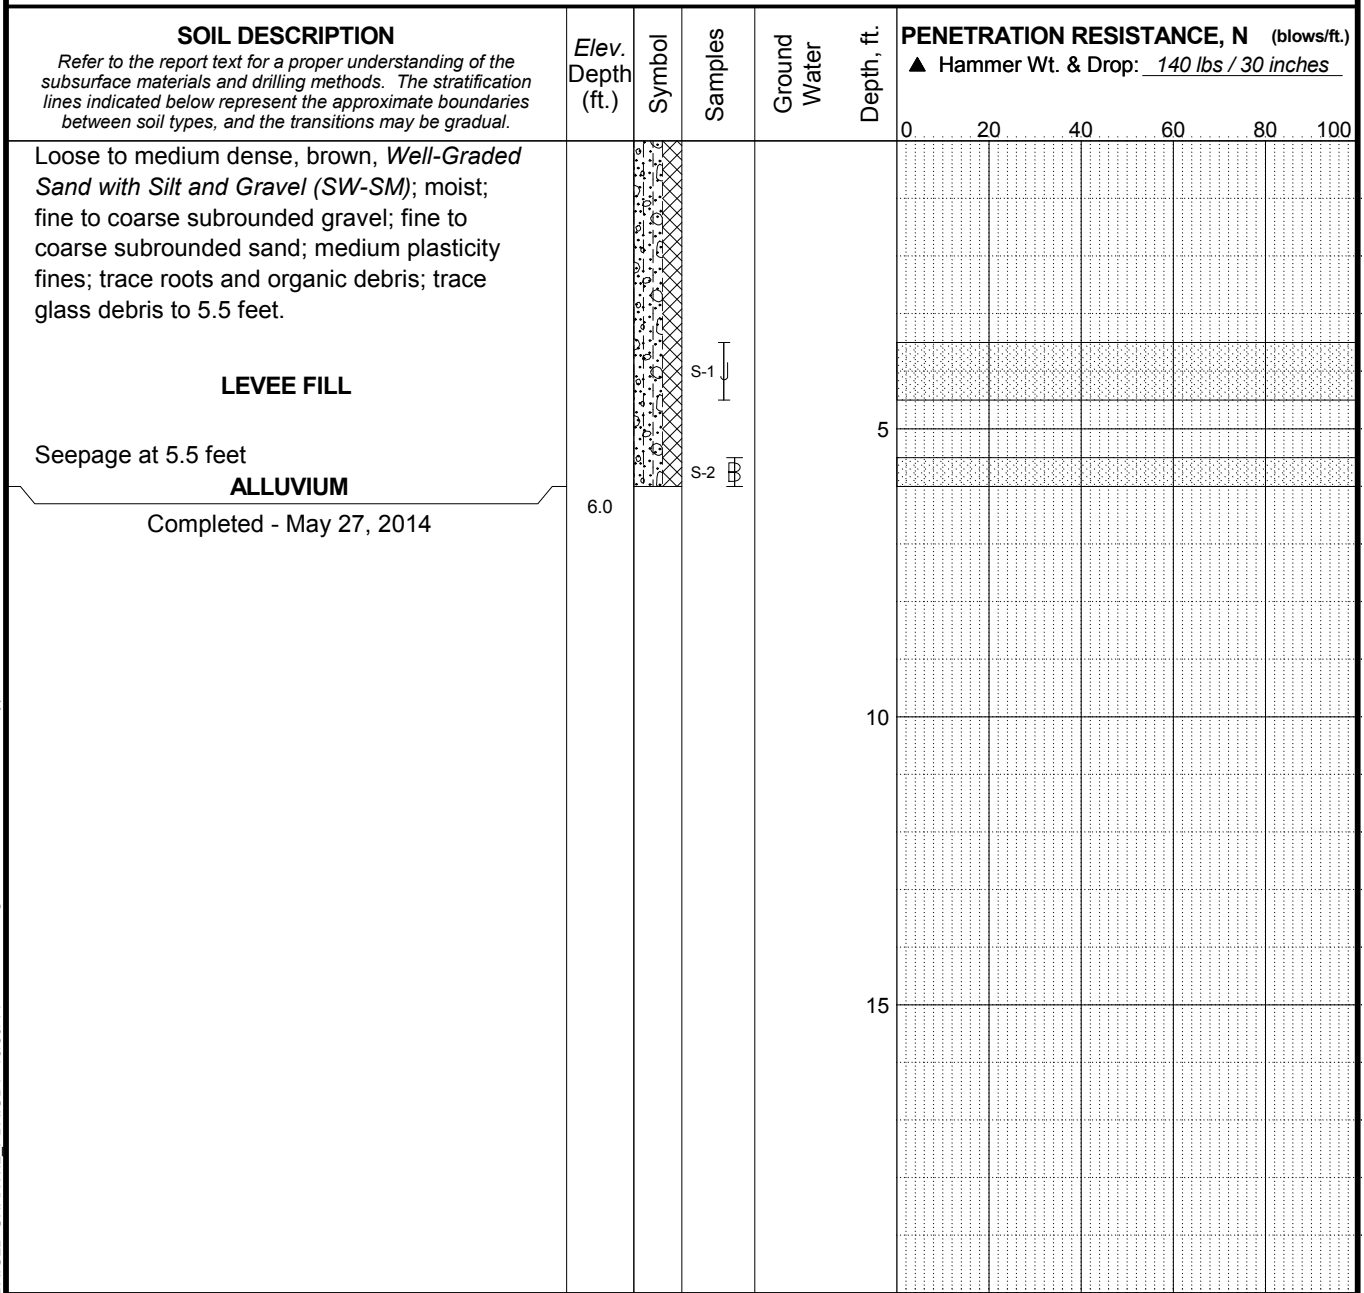 SOIL DESCRIPTION
Refer to the report text for a proper understanding of the
subsurface materials and drilling methods. The stratification
lines indicated below represent the approximate boundaries
between soil types, and the transitions may be gradual.
Elev.
Depth
(ft.)
Symbol
Samples
Ground
Water
Depth, ft.
PENETRATION RESISTANCE, N (blows/ft.)
▲ Hammer Wt. & Drop: 140 lbs / 30 inches
0 20 40 60 80 100
Loose to medium dense, brown, Well-Graded
Sand with Silt and Gravel (SW-SM); moist;
fine to coarse subrounded gravel; fine to
coarse subrounded sand; medium plasticity
fines; trace roots and organic debris; trace
glass debris to 5.5 feet.
LEVEE FILL
S-1 J
5
Seepage at 5.5 feet
S-2 B
ALLUVIUM
6.0
Completed - May 27, 2014
10
15